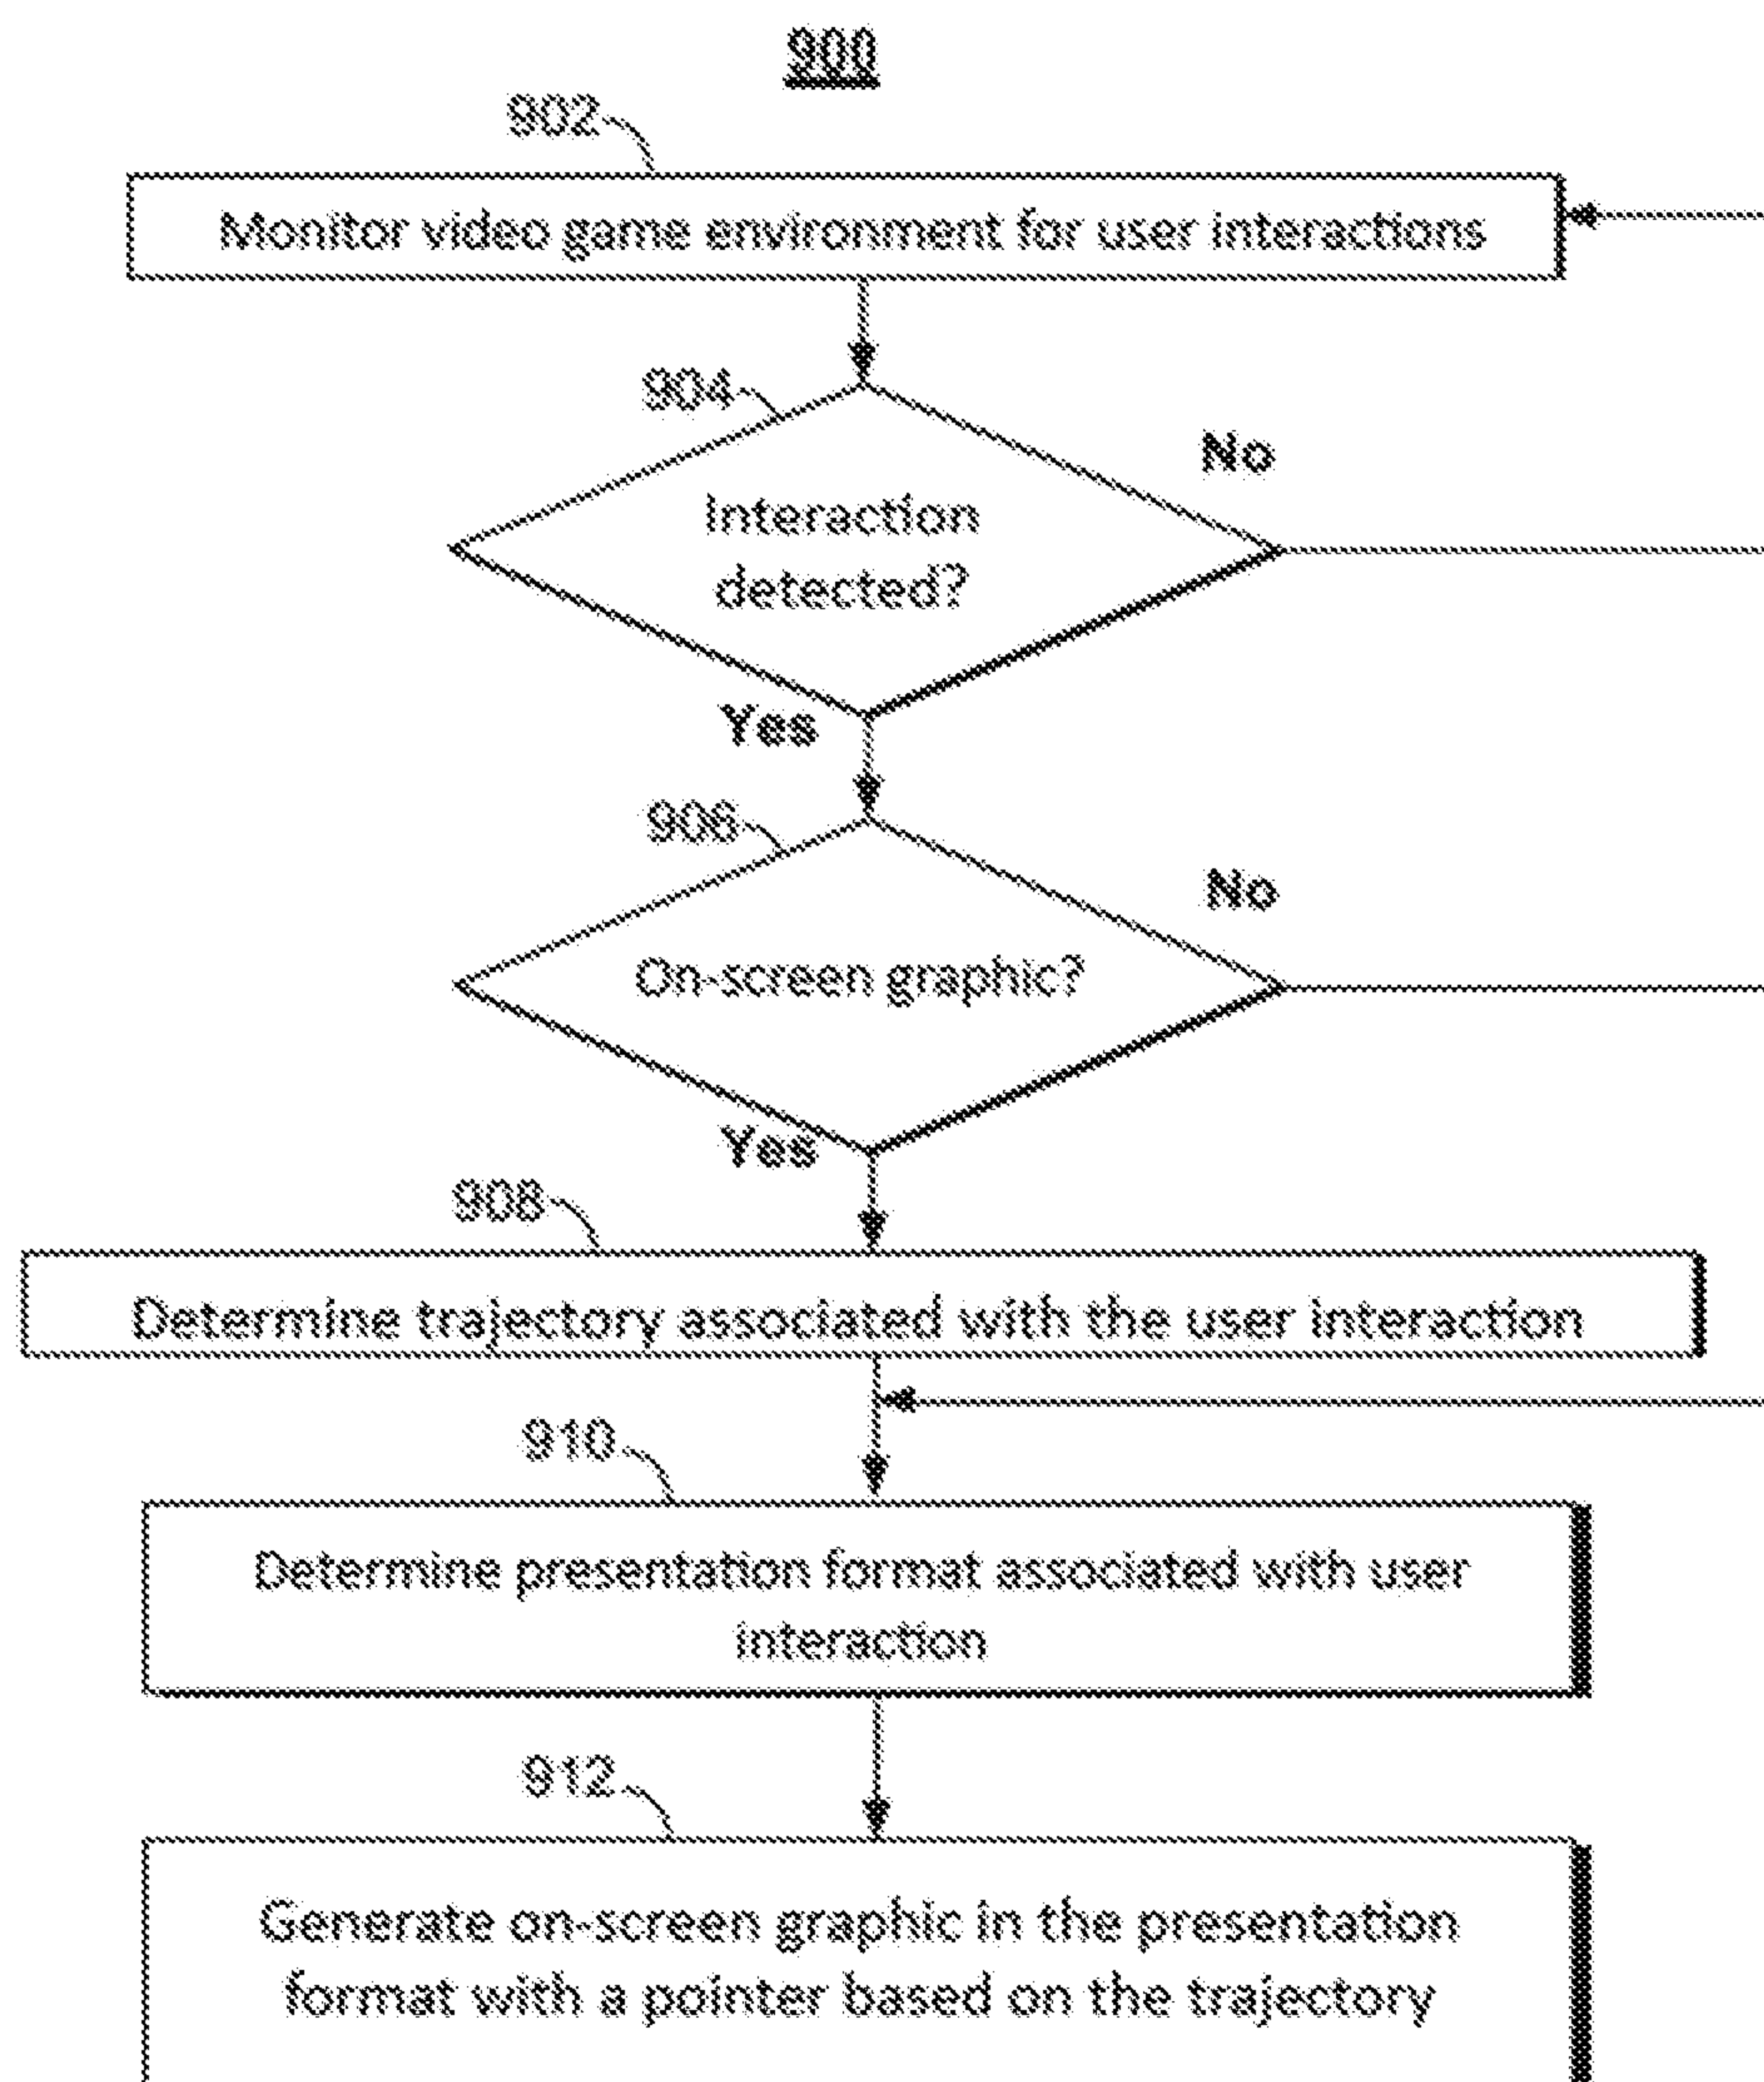 900
902
Monitor video game environment for user interactions
904
No
Interaction
detected?
Yes
906
No
On-screen graphic?
Yes
908
Determine trajectory associated with the user interaction
910
Determine presentation format associated with user
interaction
912
Generate on-screen graphic in the presentation
format with a pointer based on the trajectory